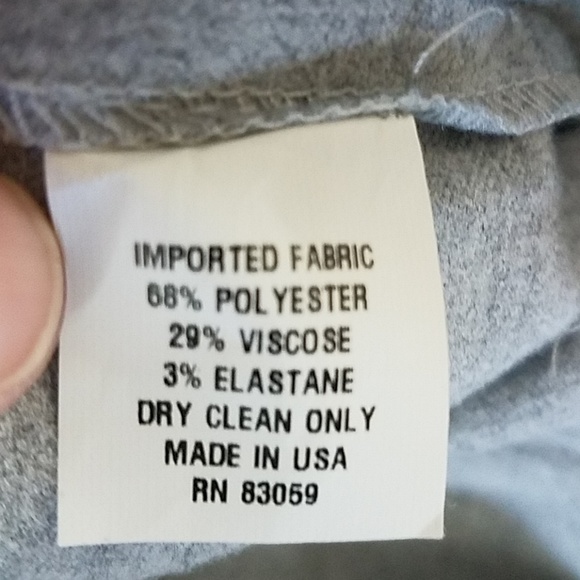 IMPORTED FABRIC
68% POLYESTER
29% VISCOSE
3% ELASTANE
DRY CLEAN ONLY
MADE IN USA
RN 83059